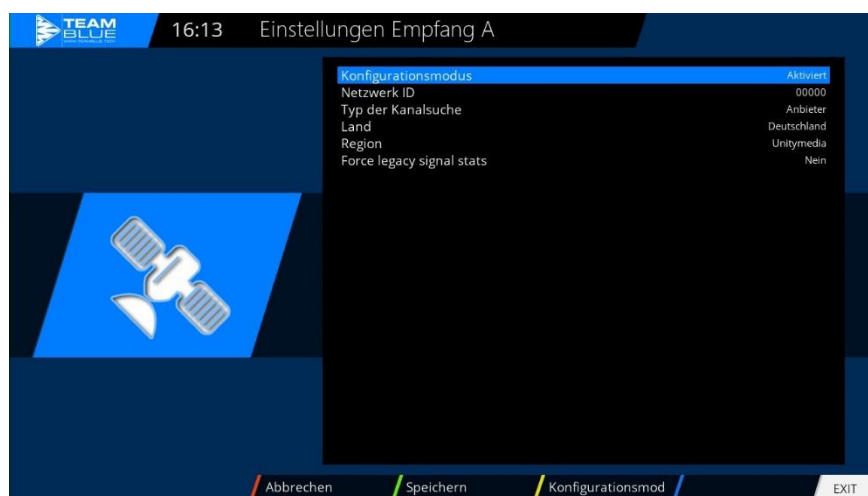 TEAM
BLUE
16:13 Einstellungen Empfang A
Konfigurationsmodus Aktiviert
Netzwerk ID 00000
Typ der Kanalsuche Anbieter
Land Deutschland
Region Unitymedia
Force legacy signal stats Nein
Abbrechen Speichern Konfigurationsmod EXIT